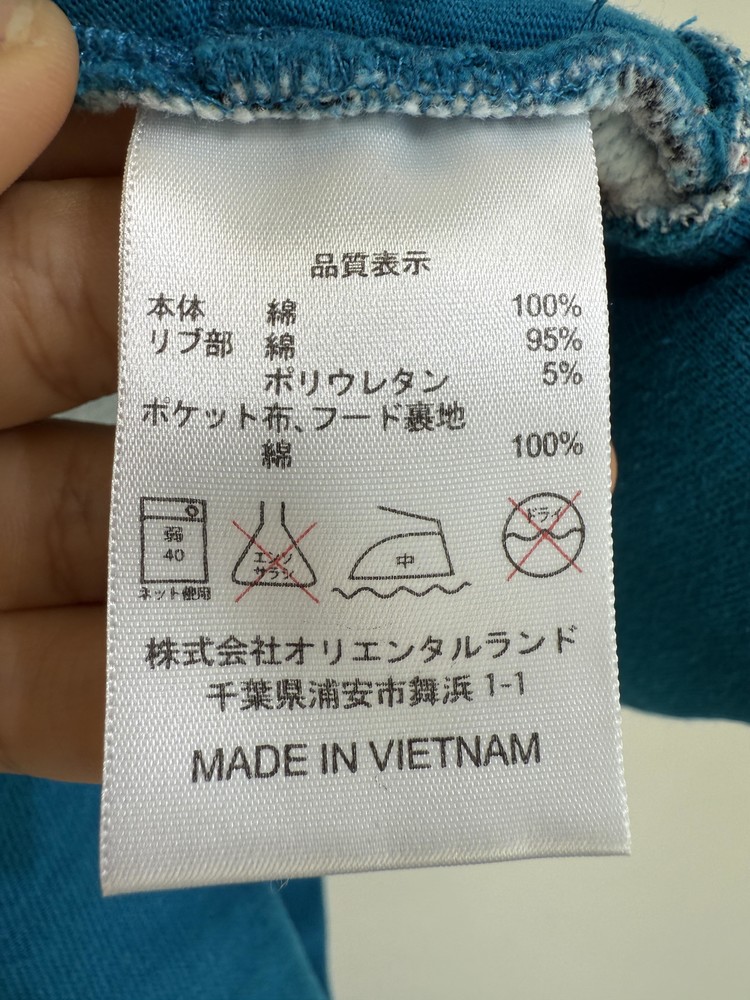 品質表示
本体 綿 100%
リブ部 綿 95%
ポリウレタン 5%
ポケット布、フード裏地
綿 100%
弱
40
ネット使用
エンソ
サラシ
中
ドライ
株式会社オリエンタルランド
千葉県浦安市舞浜 1-1
MADE IN VIETNAM